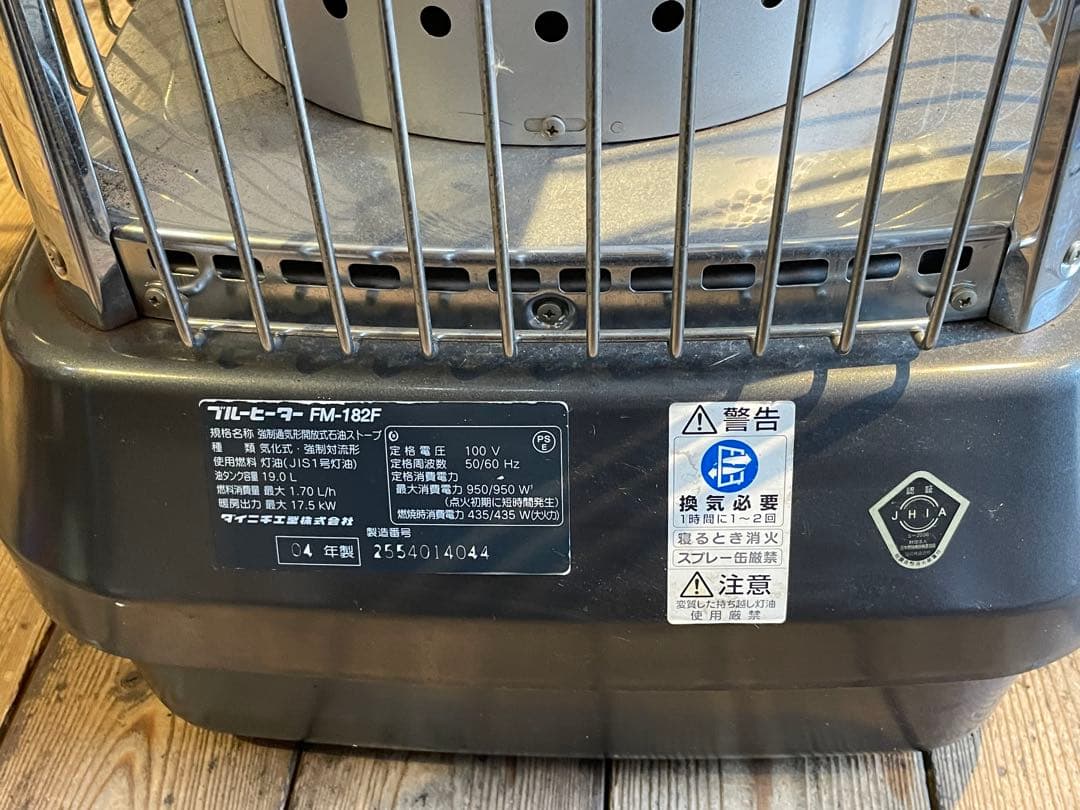 ブルーヒーター FM-182F
規格名称 強制通気形開放式石油ストーブ
種 類 気化式・強制対流形
使用燃料 灯油(JIS1号灯油)
油タンク容量 19.0 L
燃料消費量 最大 1.70 L/h
暖房出力 最大 17.5 kW
ダイニチ工業株式会社
定格電圧 100 V
定格周波数 50/60 Hz
定格消費電力
最大消費電力 950/950 W
(点火初期に短時間発生)
燃焼時消費電力 435/435 W(大火力)
PS
E
製造番号
04 年製 2554014044
警告
換気必要
1時間に1~2回
寝るとき消火
スプレー缶厳禁
注意
変質した持ち越し灯油
使用厳禁
認証
JHIA